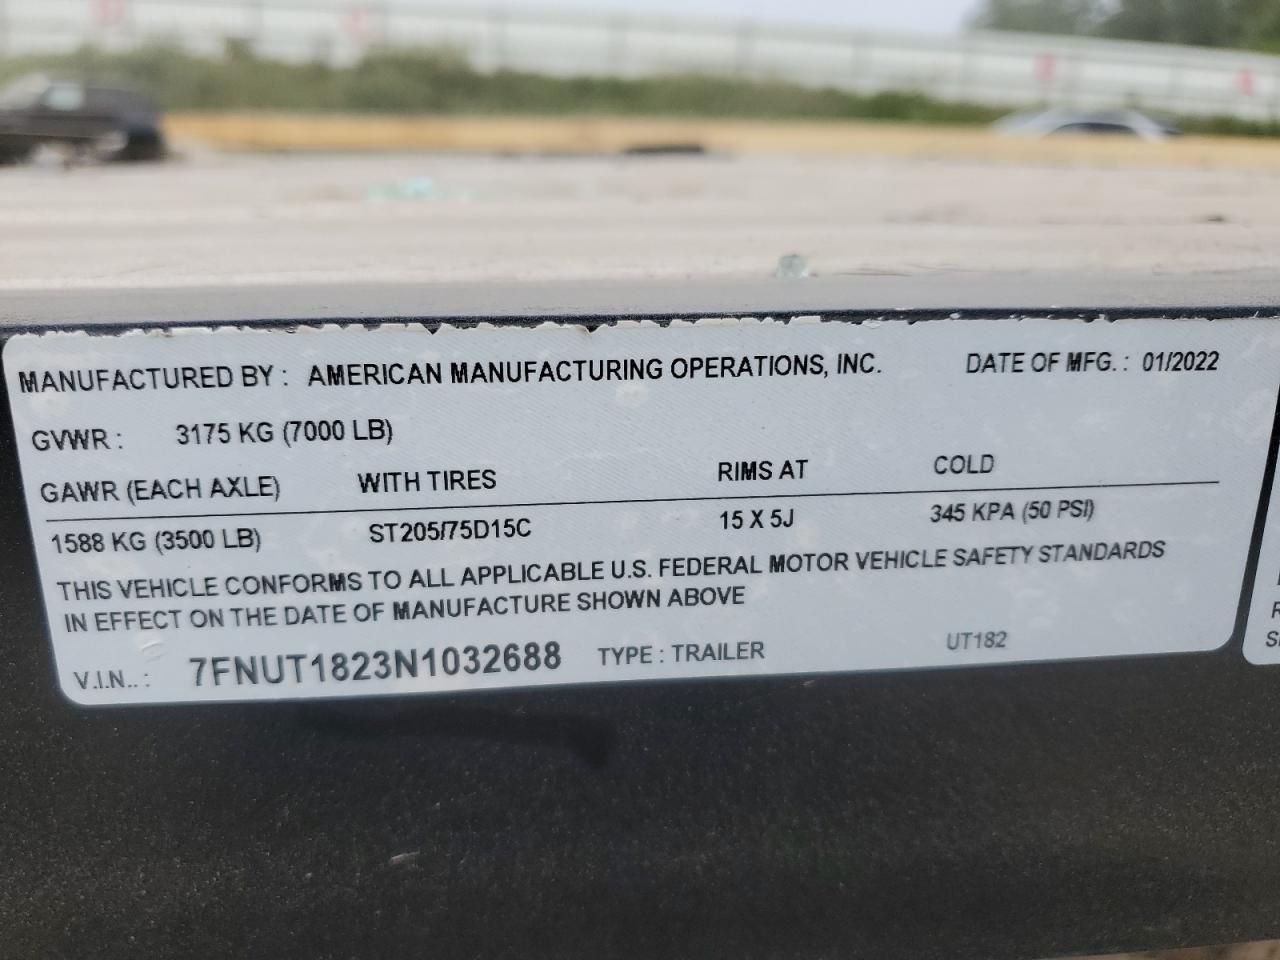 MANUFACTURED BY : AMERICAN MANUFACTURING OPERATIONS, INC. DATE OF MFG. : 01/2022
GVWR : 3175 KG (7000 LB)
GAWR (EACH AXLE) WITH TIRES RIMS AT COLD
1588 KG (3500 LB) ST205/75D15C 15 X 5J 345 KPA (50 PSI)
THIS VEHICLE CONFORMS TO ALL APPLICABLE U.S. FEDERAL MOTOR VEHICLE SAFETY STANDARDS
IN EFFECT ON THE DATE OF MANUFACTURE SHOWN ABOVE
V.I.N.. : 7FNUT1823N1032688 TYPE : TRAILER UT182